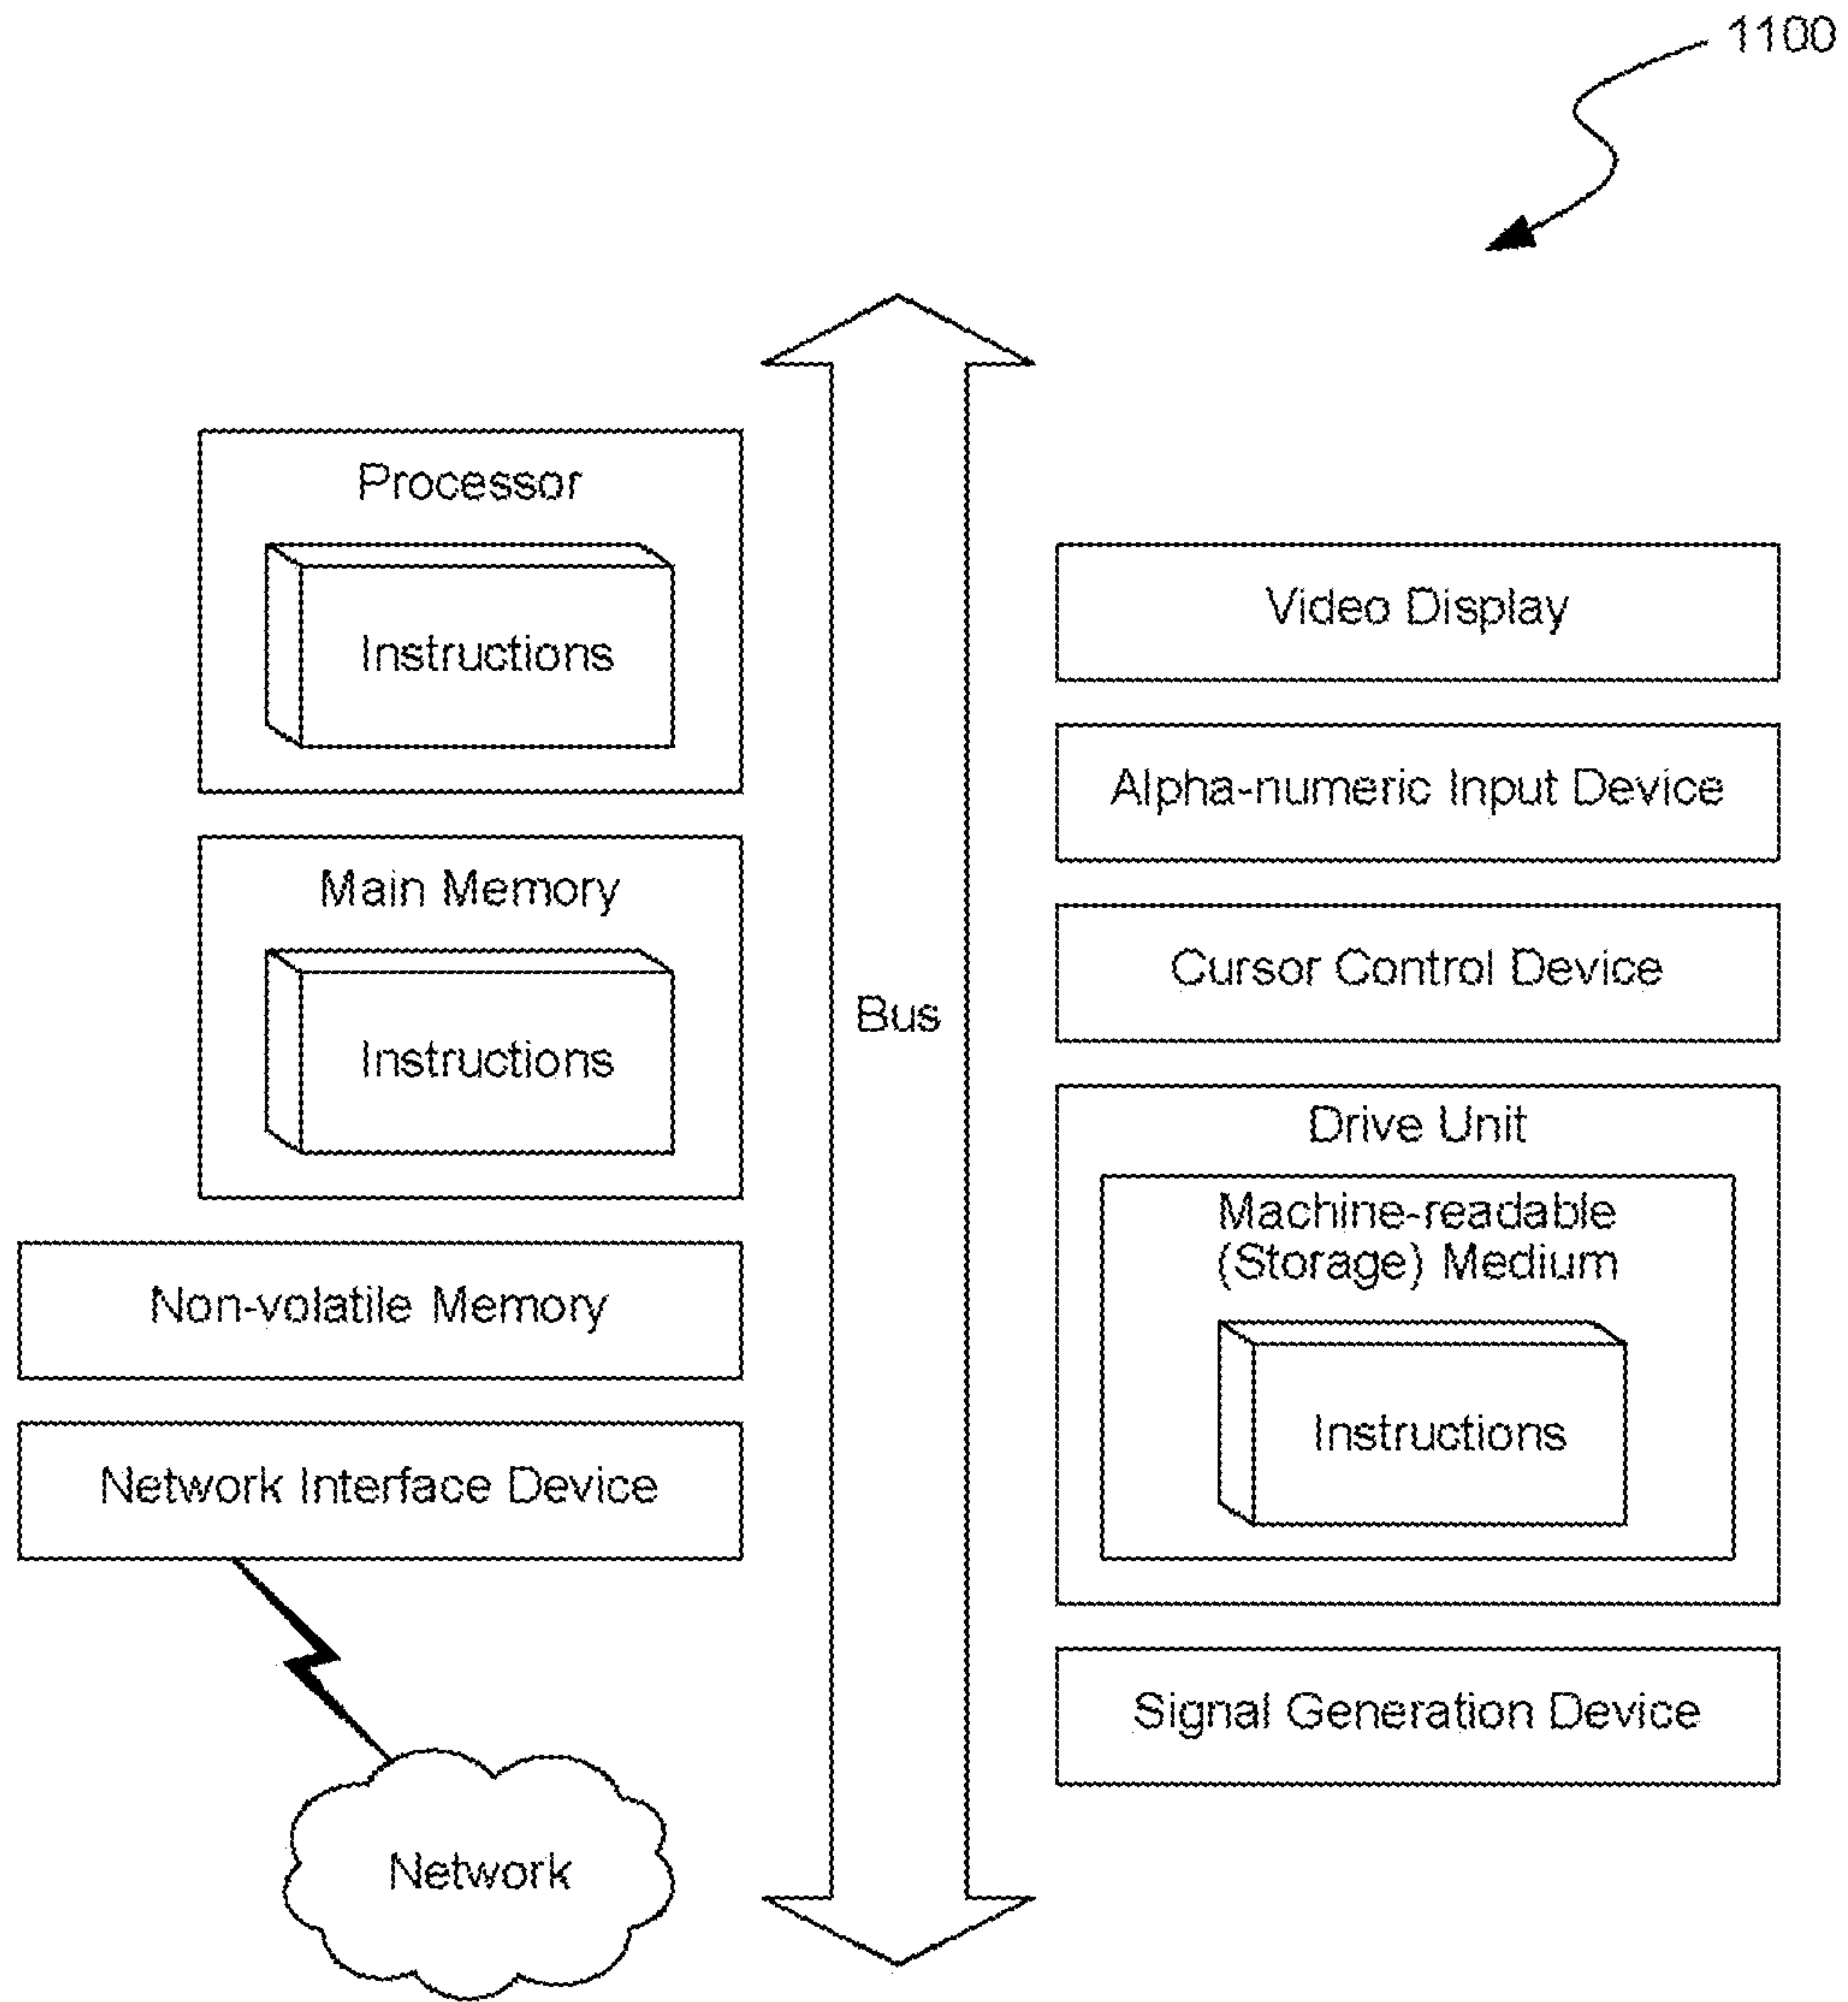 1100
Processor
Instructions
Main Memory
Instructions
Non-volatile Memory
Network Interface Device
Network
Bus
Video Display
Alpha-numeric Input Device
Cursor Control Device
Drive Unit
Machine-readable
(Storage) Medium
Instructions
Signal Generation Device